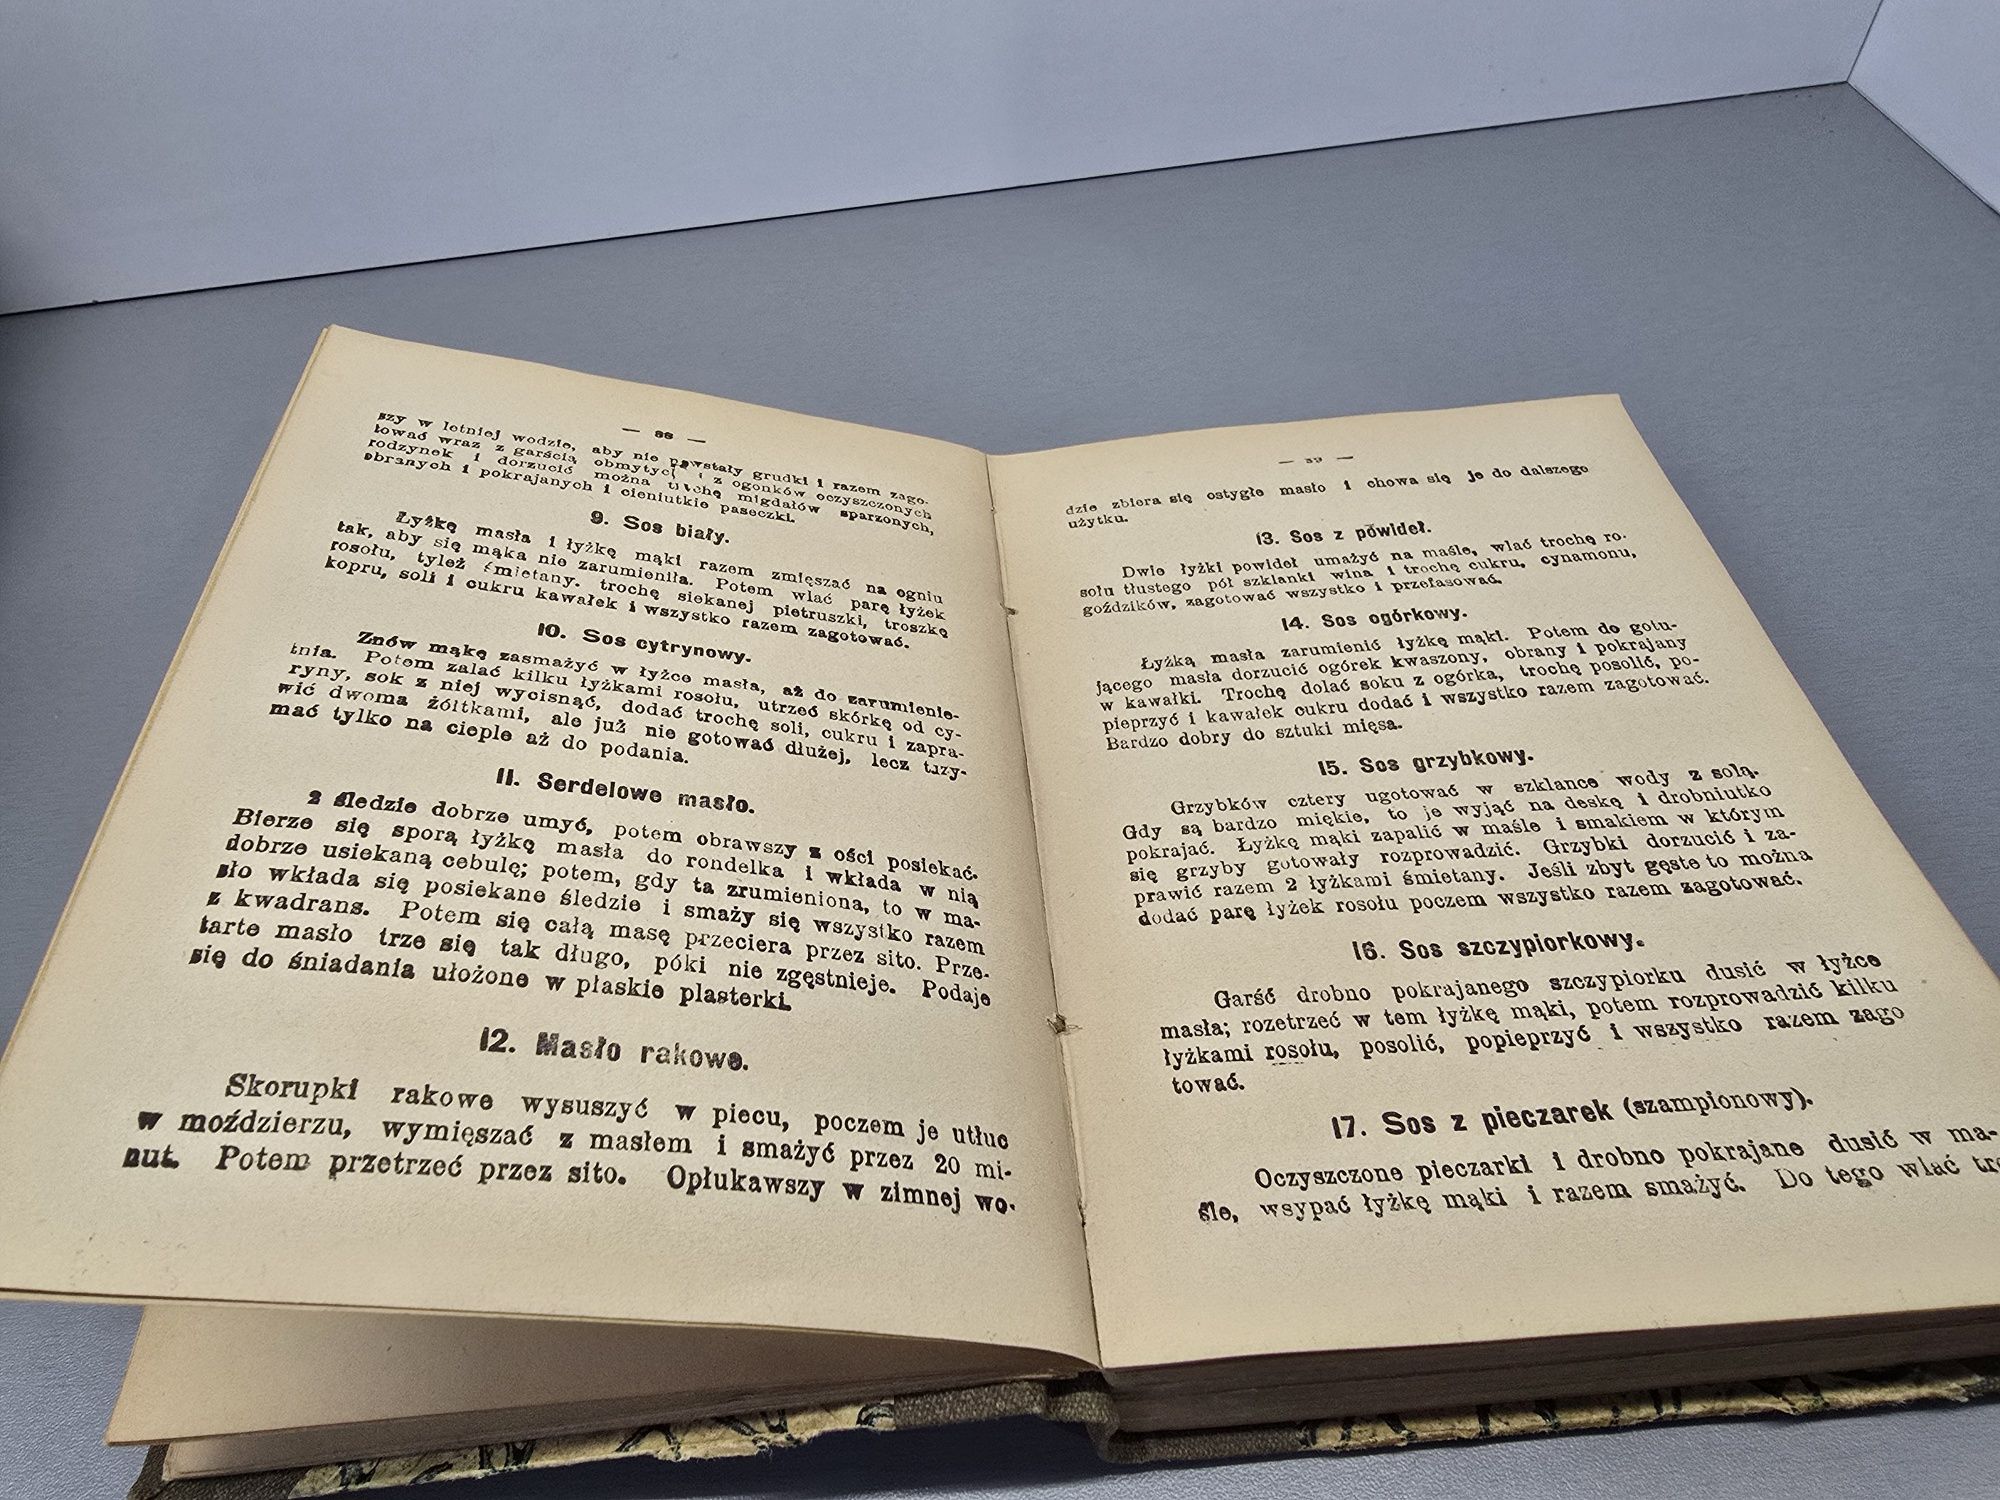 — 38 —
szy w letniej wodzie, aby nie powstały grudki i razem zago-
tować wraz z garścią obmytych i z ogonków oczyszczonych
rodzynek i dorzucić można trochę migdałów sparzonych,
obranych i pokrajanych i cieniutkie paseczki.
9. Sos biały.
Łyżkę masła i łyżkę mąki razem zmięszać na ogniu
tak, aby się mąka nie zarumieniła. Potem wlać parę łyżek
rosołu, tyleż śmietany, trochę siekanej pietruszki, troszkę
kopru, soli i cukru kawałek i wszystko razem zagotować.
10. Sos cytrynowy.
Znów mąkę zasmażyć w łyżce masła, aż do zarumienie-
inia. Potem zalać kilku łyżkami rosołu, utrzeć skórkę od cy-
ryny, sok z niej wycisnąć, dodać trochę soli, cukru i zapra-
wić dwoma żółtkami, ale już nie gotować dłużej, lecz trzy-
mać tylko na cieple aż do podania.
11. Serdelowe masło.
2 śledzie dobrze umyć, potem obrawszy z ości posiekać.
Bierze się sporą łyżkę masła do rondelka i wkłada w nią
dobrze usiekaną cebulę; potem, gdy ta zrumieniona, to w ma-
sło wkłada się posiekane śledzie i smaży się wszystko razem
z kwadrans. Potem się całą masę przeciera przez sito. Prze-
tarte masło trze się tak długo, póki nie zgęstnieje. Podaje
się do śniadania ułożone w płaskie plasterki.
12. Masło rakowe.
Skorupki rakowe wysuszyć w piecu, poczem je utłuc
w moździerzu, wymięszać z masłem i smażyć przez 20 mi-
nut. Potem przetrzeć przez sito. Opłukawszy w zimnej wo-
— 39 —
dzie zbiera się ostygłe masło i chowa się je do dalszego
użytku.
13. Sos z powideł.
Dwie łyżki powideł umażyć na maśle, wlać trochę ro-
sołu tłustego pół szklanki wina i trochę cukru, cynamonu,
goździków, zagotować wszystko i przefasować.
14. Sos ogórkowy.
Łyżką masła zarumienić łyżkę mąki. Potem do gotu-
jącego masła dorzucić ogórek kwaszony, obrany i pokrajany
w kawałki. Trochę dolać soku z ogórka, trochę posolić, po-
pieprzyć i kawałek cukru dodać i wszystko razem zagotować.
Bardzo dobry do sztuki mięsa.
15. Sos grzybkowy.
Grzybków cztery ugotować w szklance wody z solą.
Gdy są bardzo miękie, to je wyjąć na deskę i drobniutko
pokrajać. Łyżkę mąki zapalić w maśle i smakiem w którym
się grzyby gotowały rozprowadzić. Grzybki dorzucić i za-
prawić razem 2 łyżkami śmietany. Jeśli zbyt gęste to można
dodać parę łyżek rosołu poczem wszystko razem zagotować.
16. Sos szczypiorkowy.
Garść drobno pokrajanego szczypiorku dusić w łyżce
masła; rozetrzeć w tem łyżkę mąki, potem rozprowadzić kilku
łyżkami rosołu, posolić, popieprzyć i wszystko razem zago
tować.
17. Sos z pieczarek (szampionowy).
Oczyszczone pieczarki i drobno pokrajane dusić w ma-
śle, wsypać łyżkę mąki i razem smażyć. Do tego wlać tro